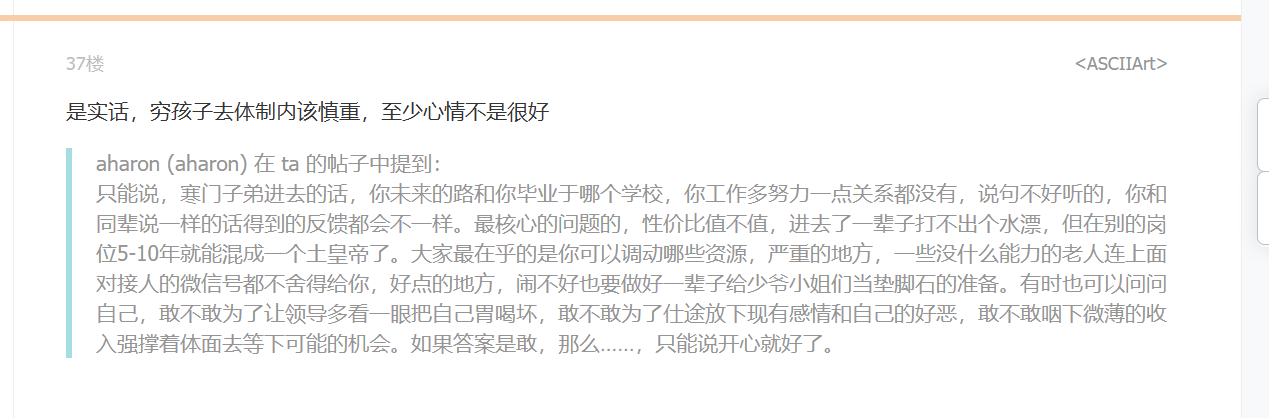 37楼
<ASCIIArt>
是实话，穷孩子去体制内该慎重，至少心情不是很好
aharon (aharon) 在 ta 的帖子中提到：
只能说，寒门子弟进去的话，你未来的路和你毕业于哪个学校，你工作多努力一点关系都没有，说句不好听的，你和
同辈说一样的话得到的反馈都会不一样。最核心的问题的，性价比值不值，进去了一辈子打不出个水漂，但在别的岗
位5-10年就能混成一个土皇帝了。大家最在乎的是你可以调动哪些资源，严重的地方，一些没什么能力的老人连上面
对接人的微信号都不舍得给你，好点的地方，闹不好也要做好一辈子给少爷小姐们当垫脚石的准备。有时也可以问问
自己，敢不敢为了让领导多看一眼把自己胃喝坏，敢不敢为了仕途放下现有感情和自己的好恶，敢不敢咽下微薄的收
入强撑着体面去等下可能的机会。如果答案是敢，那么……，只能说开心就好了。